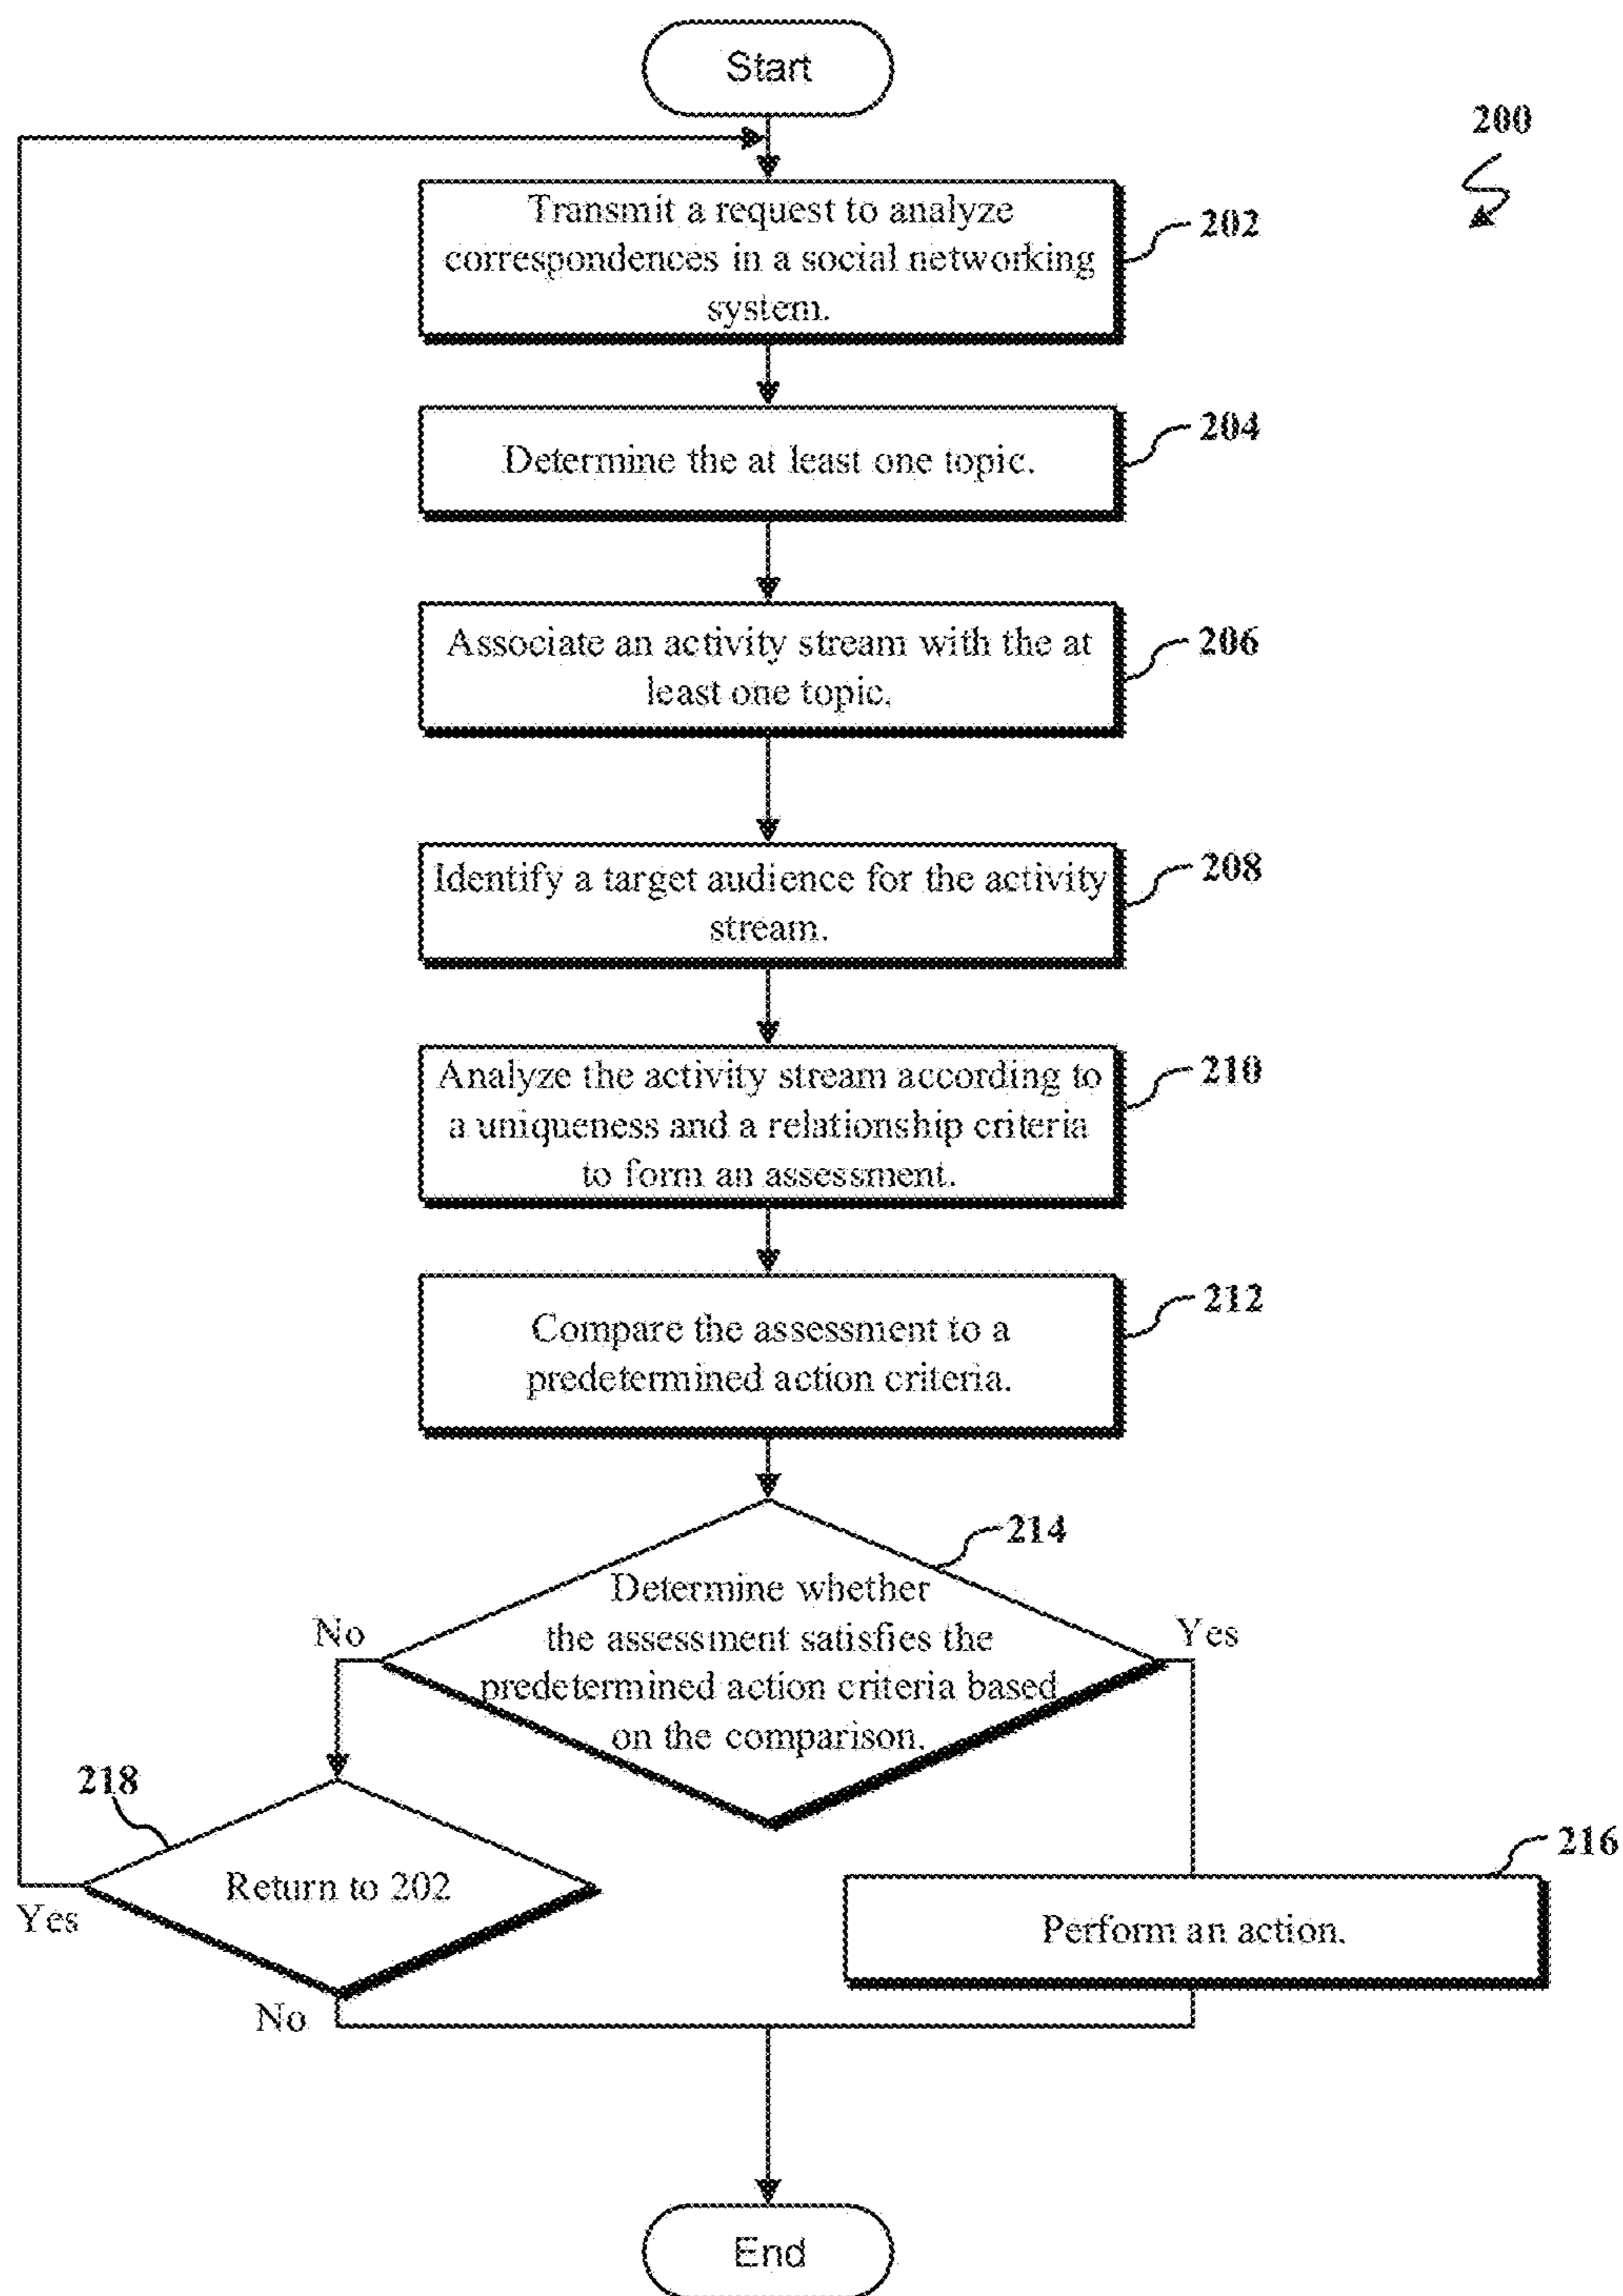 Start
200
Transmit a request to analyze
correspondences in a social networking
system.
202
Determine the at least one topic.
204
Associate an activity stream with the at
least one topic.
206
Identify a target audience for the activity
stream.
208
Analyze the activity stream according to
a uniqueness and a relationship criteria
to form an assessment.
210
Compare the assessment to a
predetermined action criteria.
212
214
Determine whether
the assessment satisfies the
predetermined action criteria based
on the comparison.
No
Yes
218
Return to 202
Yes
No
216
Perform an action.
End